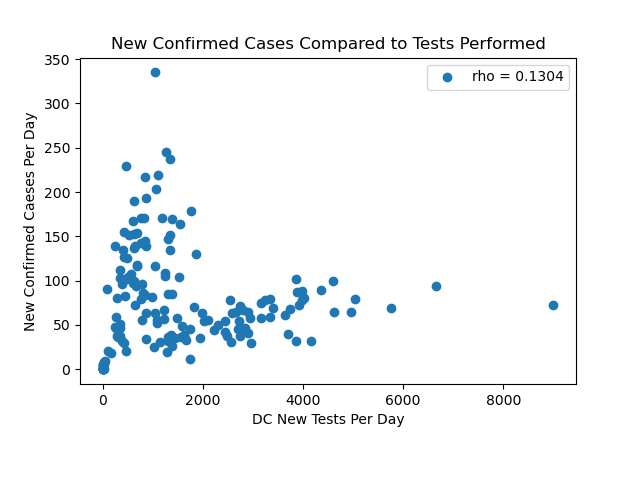 New Confirmed Cases Compared to Tests Performed
rho = 0.1304
350
300
250
200
150
100
50
0
New Confirmed Caeses Per Day
0 2000 4000 6000 8000
DC New Tests Per Day